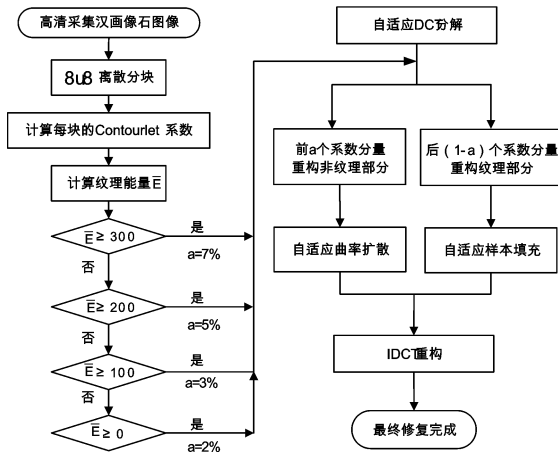 高清采集汉画像石图像
8u8 离散分块
计算每块的Contourlet 系数
计算纹理能量E̅
E̅ ≥ 300
是
a=7%
否
E̅ ≥ 200
是
a=5%
否
E̅ ≥ 100
是
a=3%
否
E̅ ≥ 0
是
a=2%
自适应DCT分解
前a个系数分量
重构非纹理部分
后（1-a）个系数分量
重构纹理部分
自适应曲率扩散
自适应样本填充
IDCT重构
最终修复完成